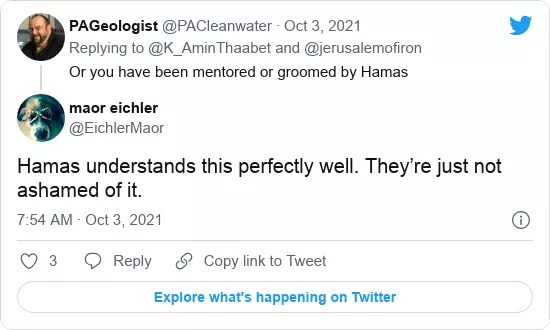 PAGeologist @PACleanwater · Oct 3, 2021
Replying to @K_AminThaabet and @jerusalemofiron
Or you have been mentored or groomed by Hamas
maor eichler
@EichlerMaor
Hamas understands this perfectly well. They’re just not
ashamed of it.
7:54 AM · Oct 3, 2021
3 Reply Copy link to Tweet
Explore what's happening on Twitter